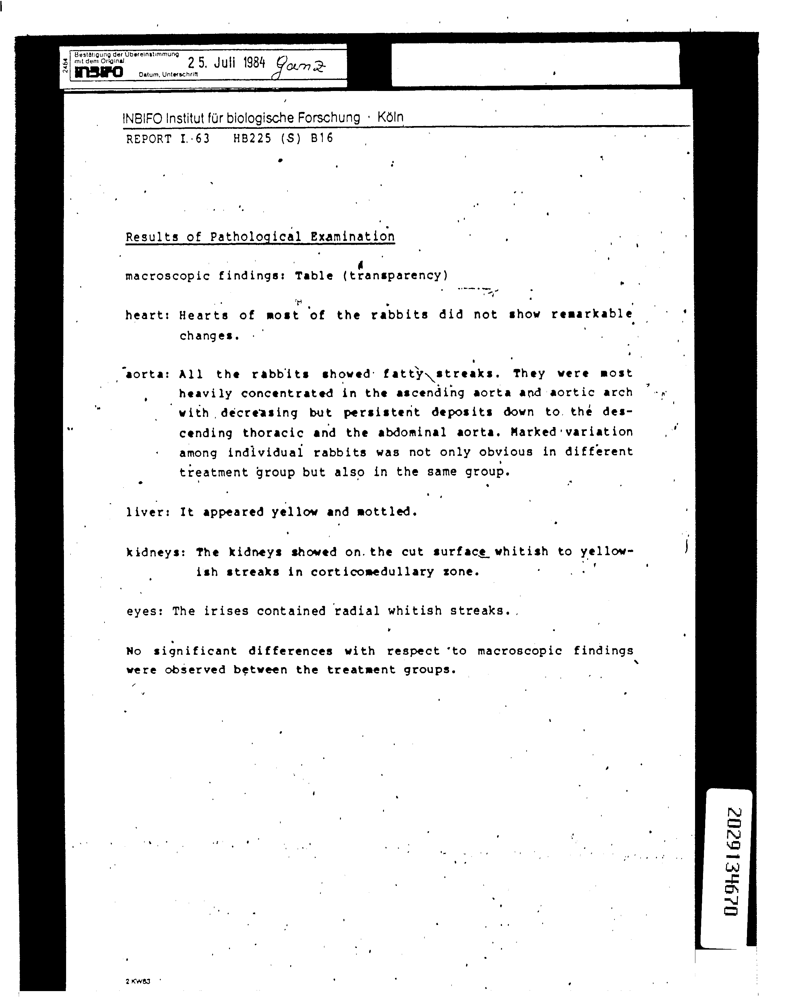 Bestätigung der Übereinstimmung
mit dem Original
25. Juli 1984 Ganz
2464
INBIFO
Datum, Unterschrift
INBIFO Institut für biologische Forschung · Köln
REPORT I.-63 HB225 (S) B16
Results of Pathological Examination
macroscopic findings: Table (transparency)
heart: Hearts of most of the rabbits did not show remarkable
changes.
aorta: All the rabbits showed fatty streaks. They were most
heavily concentrated in the ascending aorta and aortic arch
with decreasing but persistent deposits down to the des-
cending thoracic and the abdominal aorta. Marked variation
among individual rabbits was not only obvious in different
treatment group but also in the same group.
liver: It appeared yellow and mottled.
kidneys: The kidneys showed on the cut surface whitish to yellow-
ish streaks in corticomedullary zone.
eyes: The irises contained radial whitish streaks.
No significant differences with respect to macroscopic findings
were observed between the treatment groups.
2029134670
2 KW83